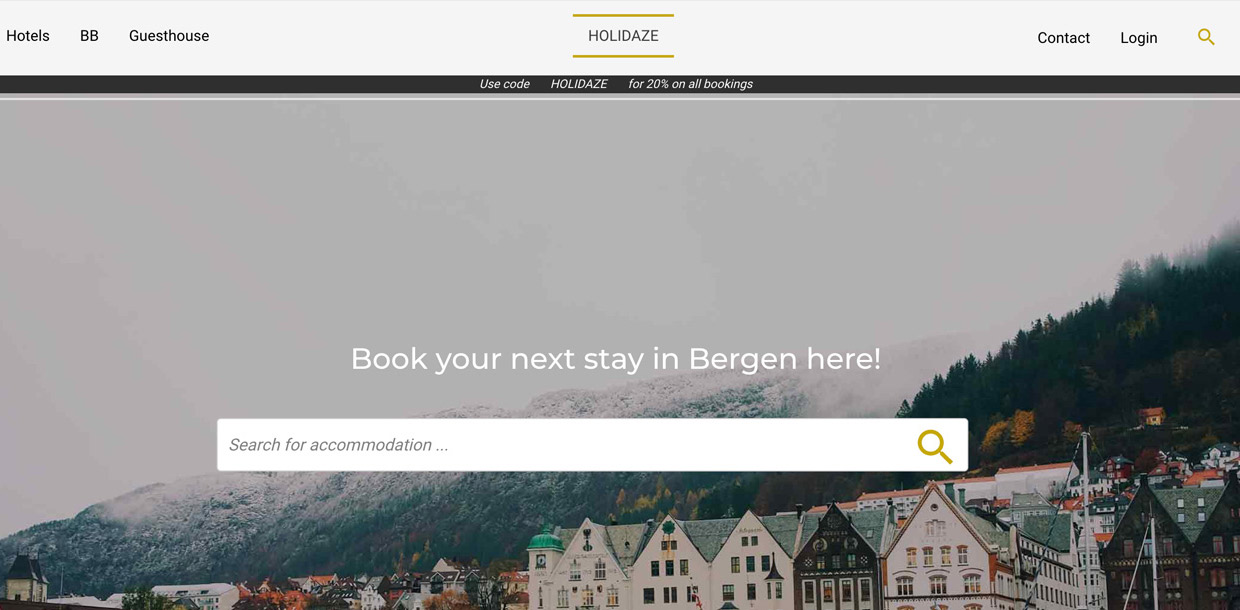 Hotels BB Guesthouse HOLIDAZE Contact Login
Use code HOLIDAZE for 20% on all bookings
Book your next stay in Bergen here!
Search for accommodation ...